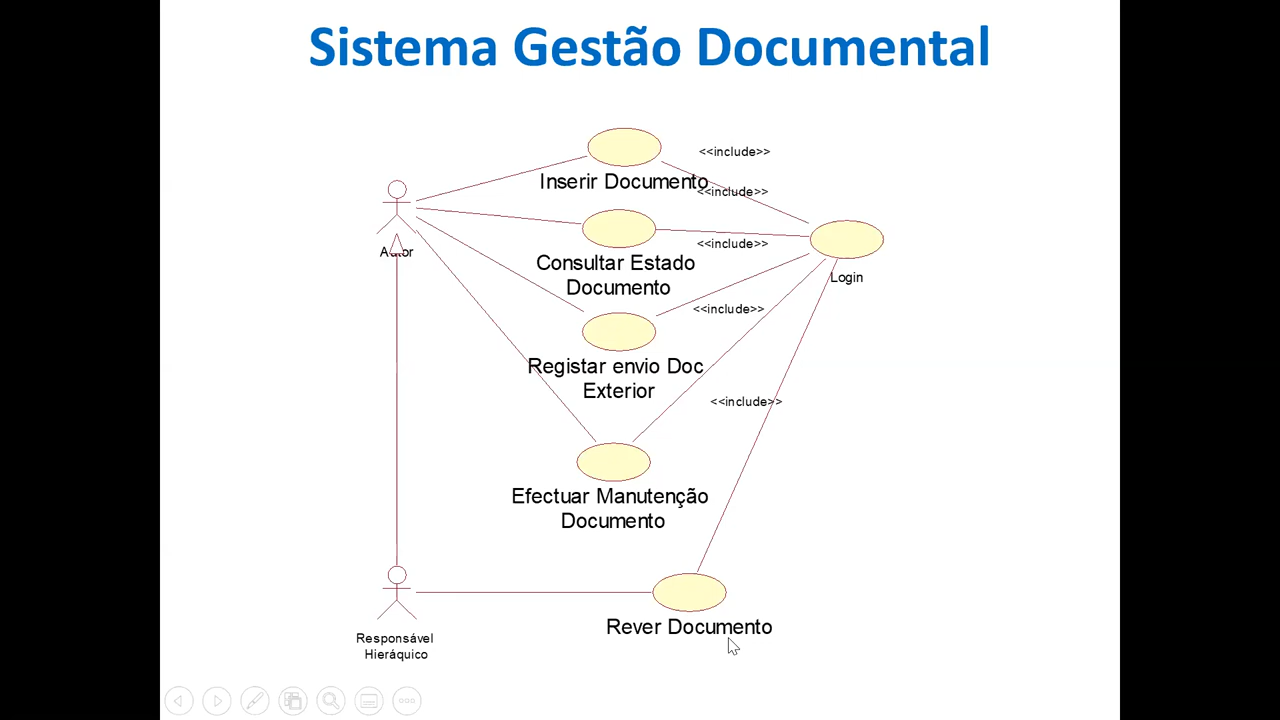 Sistema Gestão Documental
<<include>>
Inserir Documento
<<include>>
Autor
<<include>>
Consultar Estado
Documento
Login
<<include>>
Registar envio Doc
Exterior
<<include>>
Efectuar Manutenção
Documento
Rever Documento
Responsável
Hieráquico